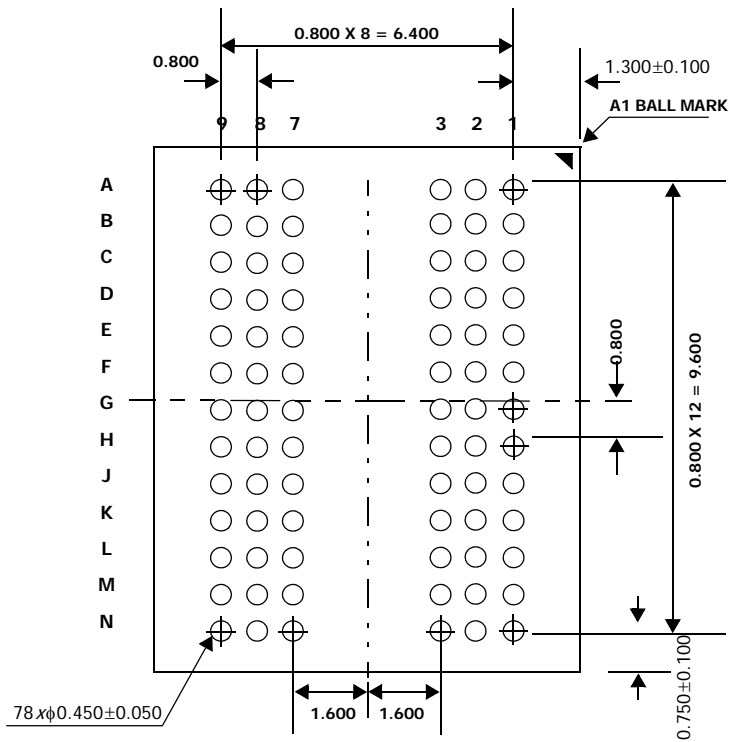 0.800 X 8 = 6.400
0.800
1.300±0.100
A1 BALL MARK
9 8 7 3 2 1
A
B
C
D
E
F
G
H
J
K
L
M
N
0.800
0.800 X 12 = 9.600
0.750±0.100
78xϕ0.450±0.050
1.600 1.600